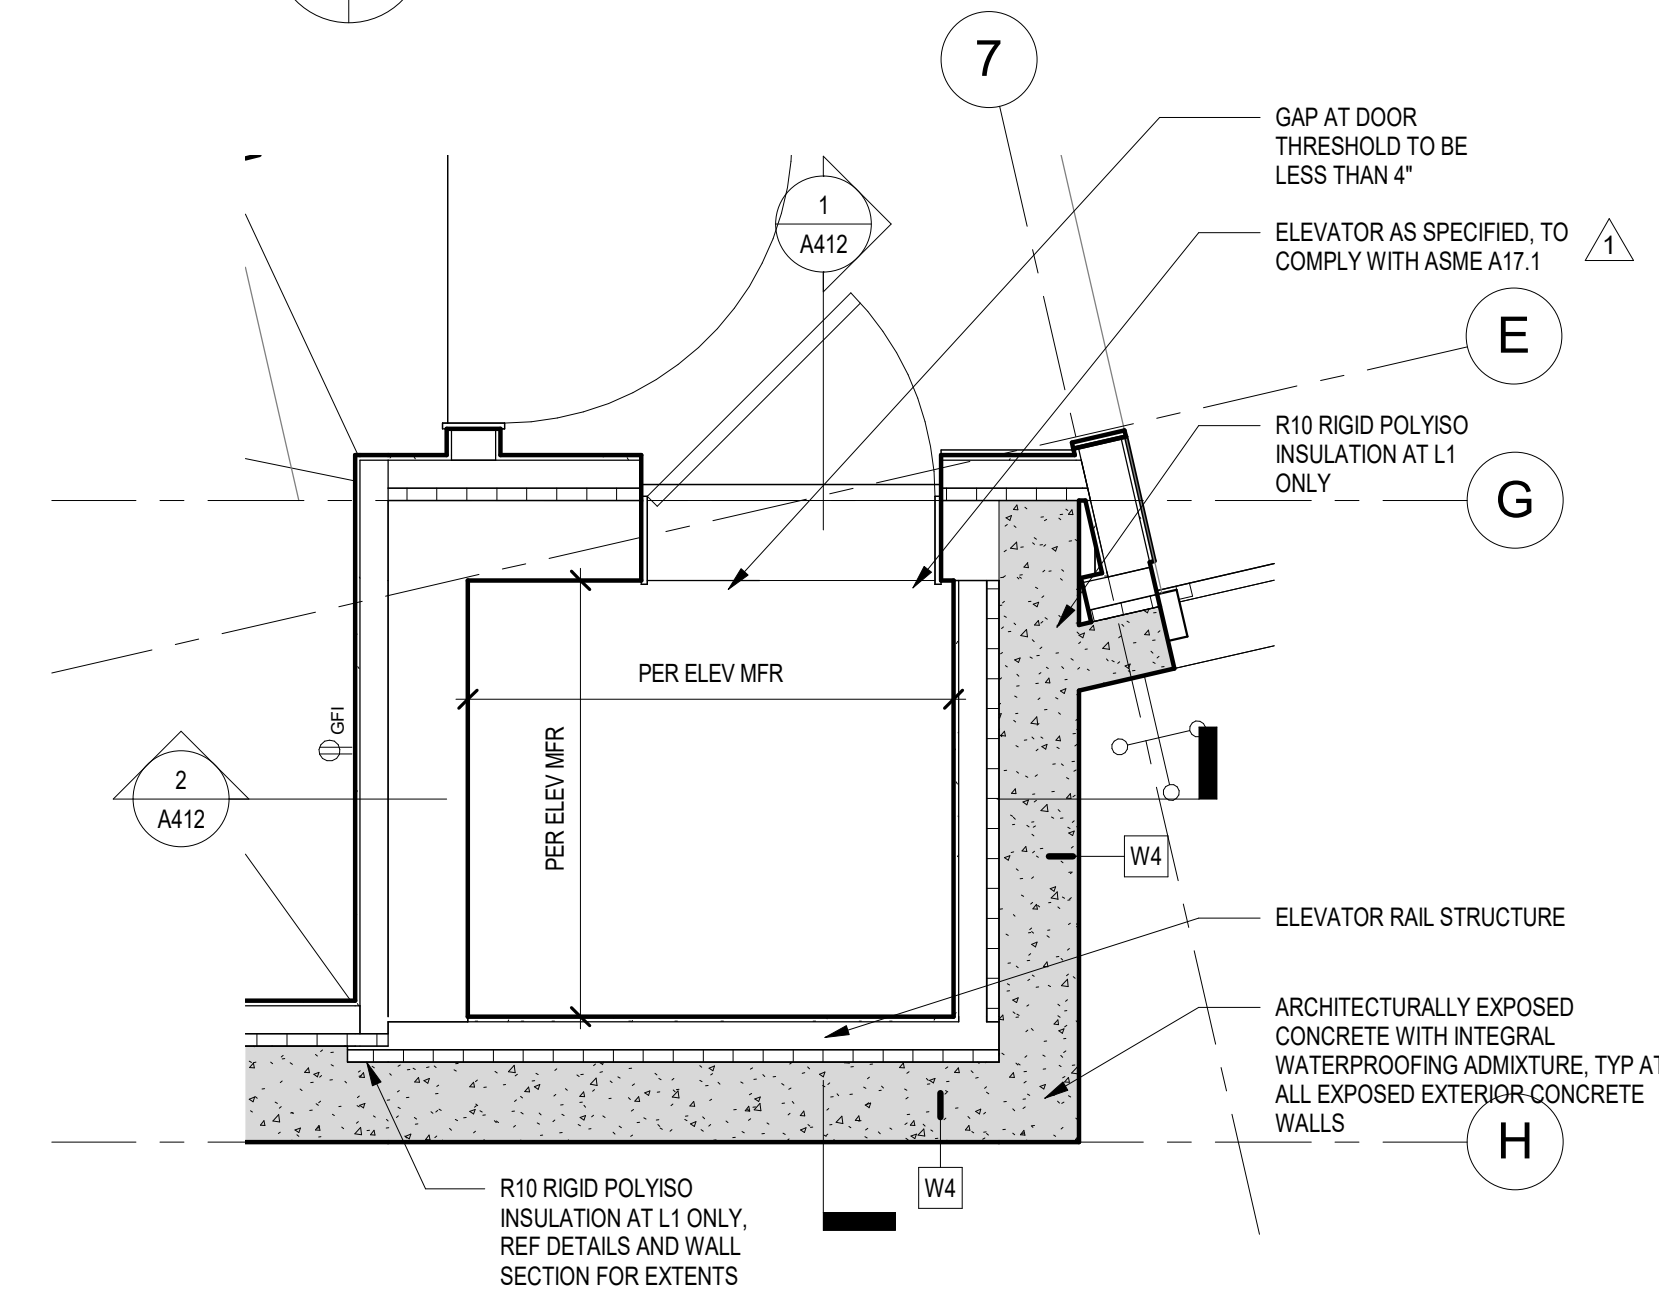 7
GAP AT DOOR
THRESHOLD TO BE
LESS THAN 4"
1
A412
ELEVATOR AS SPECIFIED, TO
COMPLY WITH ASME A17.1
1
E
R10 RIGID POLYISO
INSULATION AT L1
ONLY
G
PER ELEV MFR
PER ELEV MFR
GFI
2
A412
W4
ELEVATOR RAIL STRUCTURE
ARCHITECTURALLY EXPOSED
CONCRETE WITH INTEGRAL
WATERPROOFING ADMIXTURE, TYP AT
ALL EXPOSED EXTERIOR CONCRETE
WALLS
H
W4
R10 RIGID POLYISO
INSULATION AT L1 ONLY,
REF DETAILS AND WALL
SECTION FOR EXTENTS